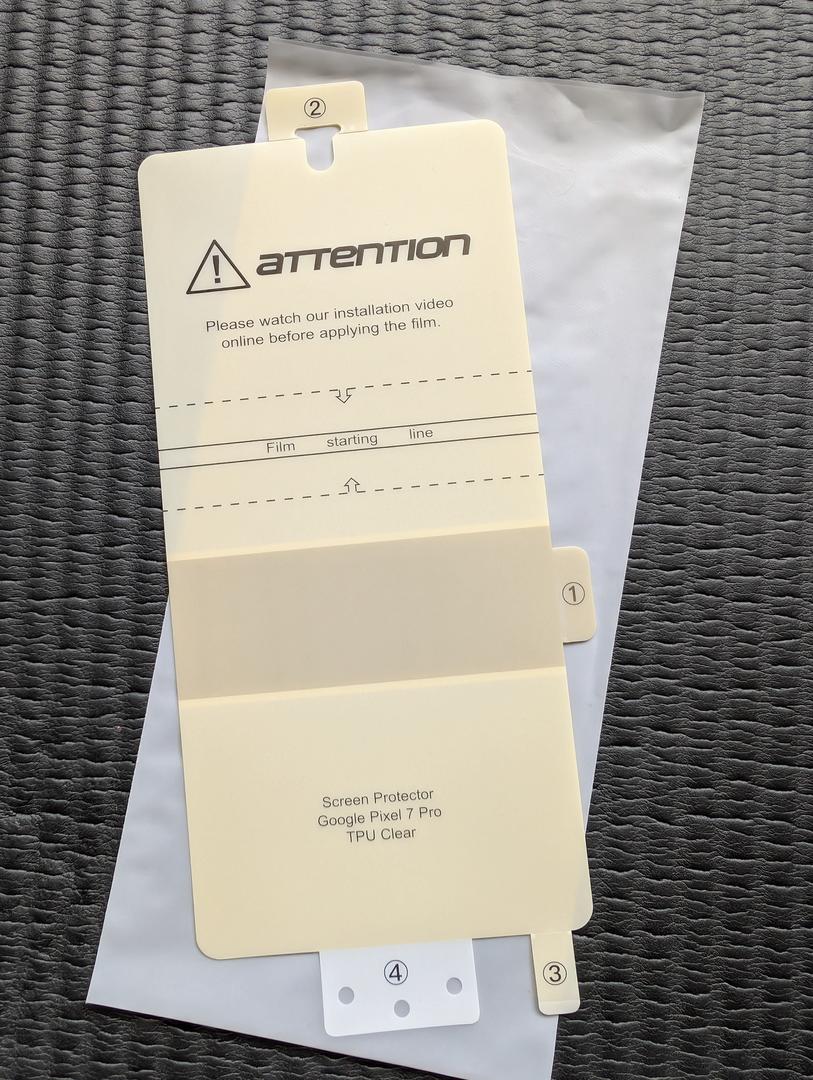 ②
! ATTENTION
Please watch our installation video
online before applying the film.
Film starting line
①
Screen Protector
Google Pixel 7 Pro
TPU Clear
④
③